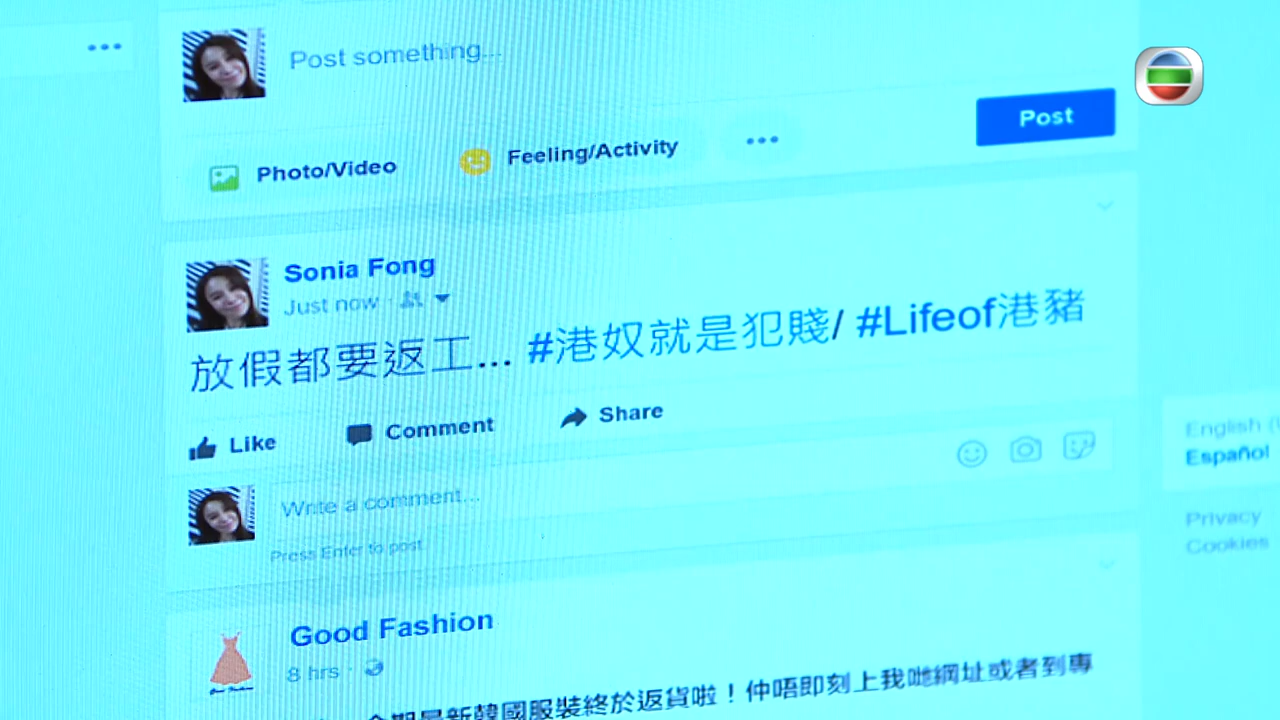 Post something...
Photo/Video
Feeling/Activity
Post
Sonia Fong
Just now
放假都要返工... #港奴就是犯賤/ #Lifeof港豬
Like
Comment
Share
Write a comment...
Press Enter to post.
English
Español
Privacy
Cookies
Good Fashion
8 hrs
最新韓國服裝終於返貨啦！仲唔即刻上我哋網址或者到專